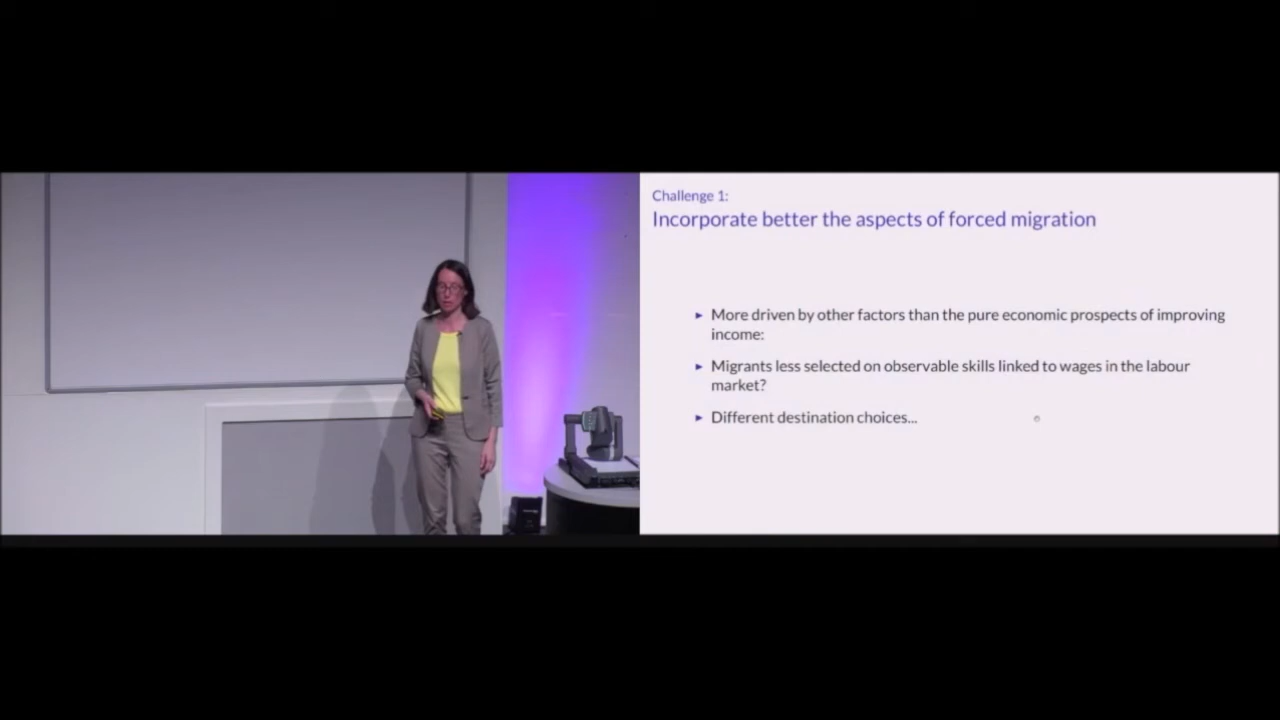 Challenge 1:
Incorporate better the aspects of forced migration
► More driven by other factors than the pure economic prospects of improving
income:
► Migrants less selected on observable skills linked to wages in the labour
market?
► Different destination choices...